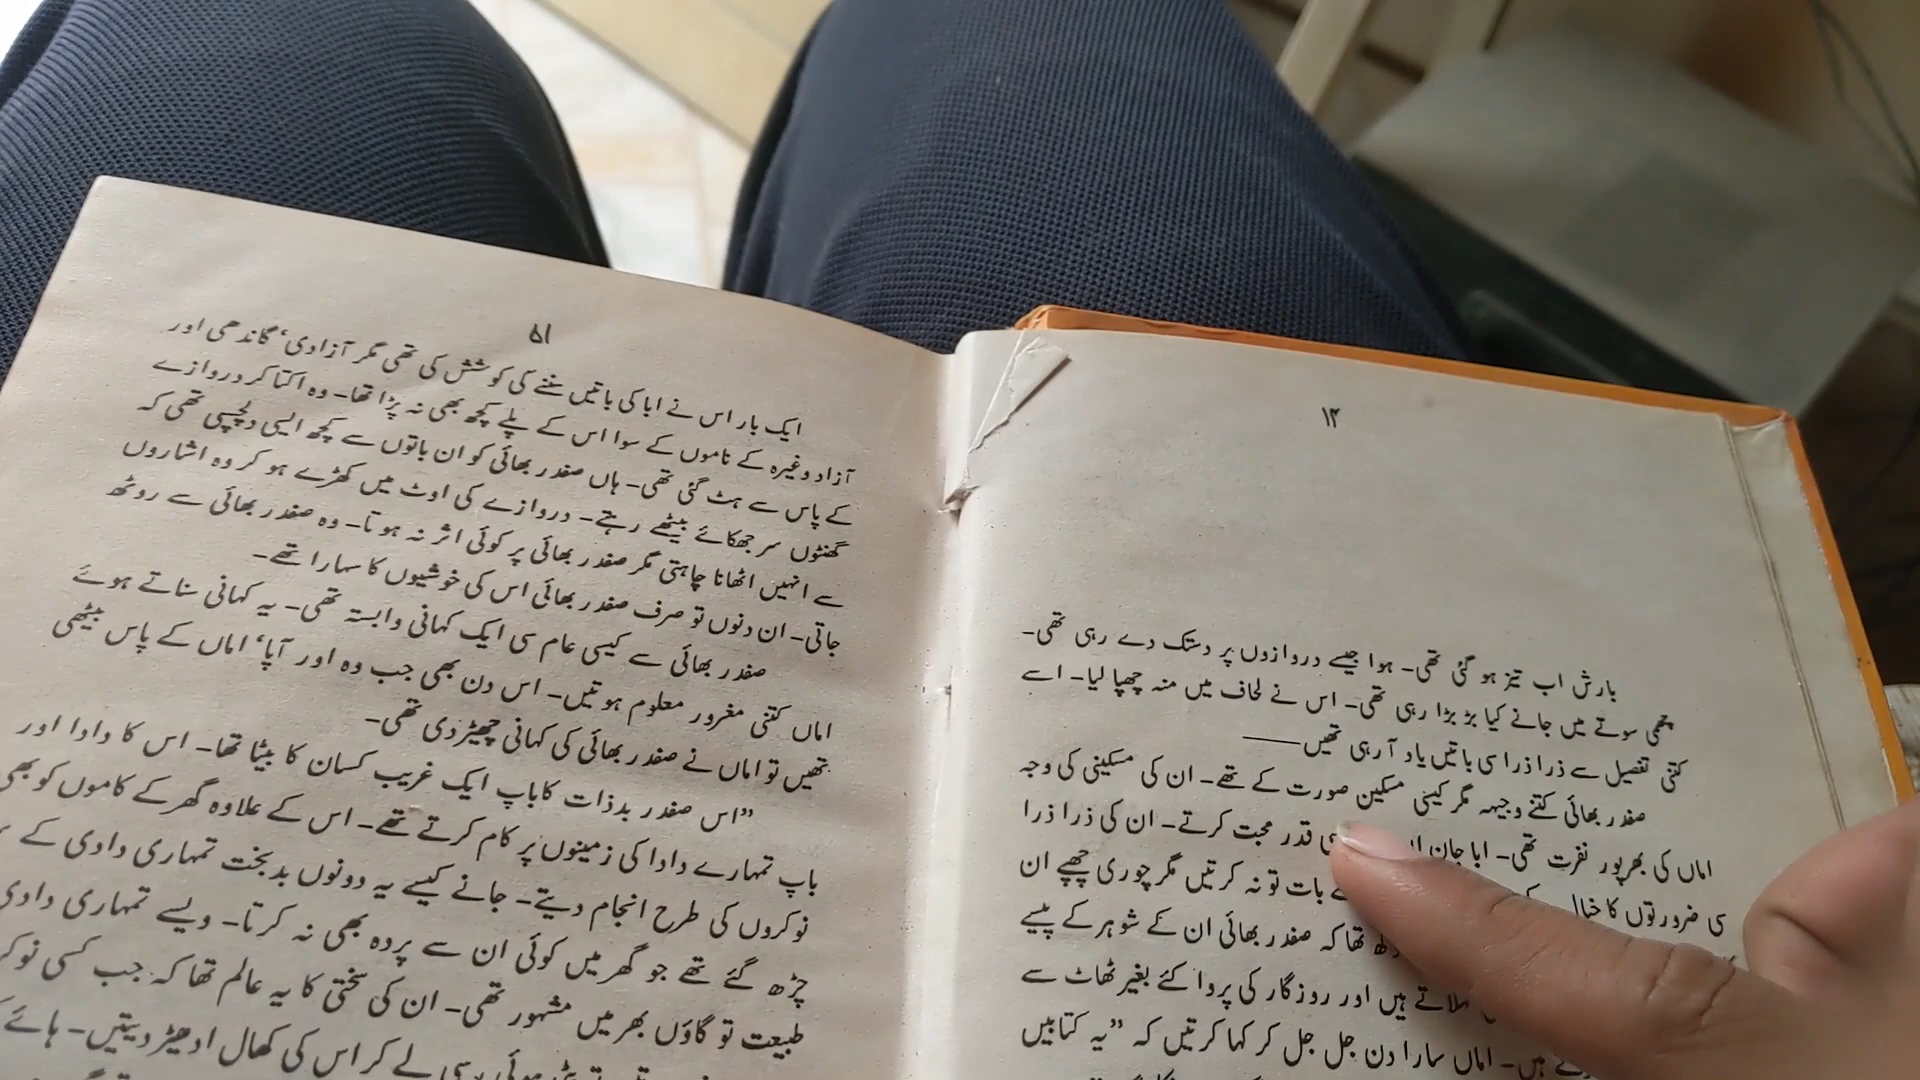 ۱۴
بارش اب تیز ہو گئی تھی۔ ہوا جیسے دروازوں پر دستک دے رہی تھی۔
چھمی سوتے میں جانے کیا بڑبڑا رہی تھی۔ اس نے لحاف میں منہ چھپا لیا۔ اسے
کتنی تفصیل سے ذرا ذرا سی باتیں یاد آ رہی تھیں——
صفدر بھائی کتنے وجیہہ مگر کیسی مسکین صورت کے تھے۔ ان کی مسکینی کی وجہ
اماں کی بھرپور نفرت تھی۔ ابا جان قدر محبت کرتے۔ ان کی ذرا ذرا
سی ضرورتوں کا خیال بات تو نہ کرتیں مگر چوری چھپے ان
تھا کہ صفدر بھائی ان کے شوہر کے پیسے
ملاتے ہیں اور روزگار کی پروا کئے بغیر ٹھاٹ سے
ہیں۔ اماں سارا دن جل جل کر کہا کرتیں کہ ”یہ کتابیں
۱۵
ایک بار اس نے ابا کی باتیں سننے کی کوشش کی تھی مگر آزادی‘ گاندھی اور
آزاد وغیرہ کے ناموں کے سوا اس کے پلے کچھ بھی نہ پڑا تھا۔ وہ اکتا کر دروازے
کے پاس سے ہٹ گئی تھی۔ ہاں صفدر بھائی کو ان باتوں سے کچھ ایسی دلچسپی تھی کہ
گھنٹوں سر جھکائے بیٹھے رہتے۔ دروازے کی اوٹ میں کھڑے ہو کر وہ اشاروں
سے انہیں اٹھانا چاہتی مگر صفدر بھائی پر کوئی اثر نہ ہوتا۔ وہ صفدر بھائی سے روٹھ
جاتی۔ ان دنوں تو صرف صفدر بھائی اس کی خوشیوں کا سہارا تھے۔
صفدر بھائی سے کیسی عام سی ایک کہانی وابستہ تھی۔ یہ کہانی سناتے ہوئے
اماں کتنی مغرور معلوم ہوتیں۔ اس دن بھی جب وہ اور آپا‘ اماں کے پاس بیٹھی
تھیں تو اماں نے صفدر بھائی کی کہانی چھیڑ دی تھی۔
”اس صفدر بدذات کا باپ ایک غریب کسان کا بیٹا تھا۔ اس کا دادا اور
باپ تمہارے دادا کی زمینوں پر کام کرتے تھے۔ اس کے علاوہ گھر کے کاموں کو بھی
نوکروں کی طرح انجام دیتے۔ جانے کیسے یہ دونوں بدبخت تمہاری دادی کے
چڑھ گئے تھے جو گھر میں کوئی ان سے پردہ بھی نہ کرتا۔ ویسے تمہاری دادی
طبیعت تو گاؤں بھر میں مشہور تھی۔ ان کی سختی کا یہ عالم تھا کہ جب کسی
لے کر اس کی کھال ادھیڑ دیتیں۔ ہائے